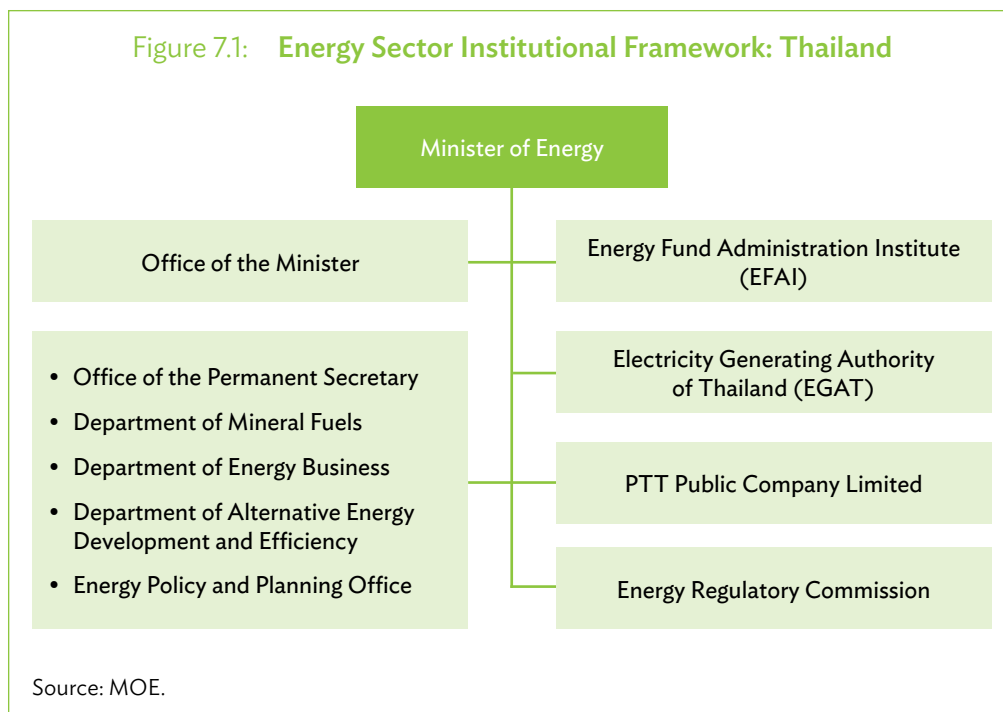 Figure 7.1: Energy Sector Institutional Framework: Thailand
Minister of Energy
Office of the Minister
Energy Fund Administration Institute
(EFAI)
• Office of the Permanent Secretary
• Department of Mineral Fuels
• Department of Energy Business
• Department of Alternative Energy
Development and Efficiency
• Energy Policy and Planning Office
Electricity Generating Authority
of Thailand (EGAT)
PTT Public Company Limited
Energy Regulatory Commission
Source: MOE.